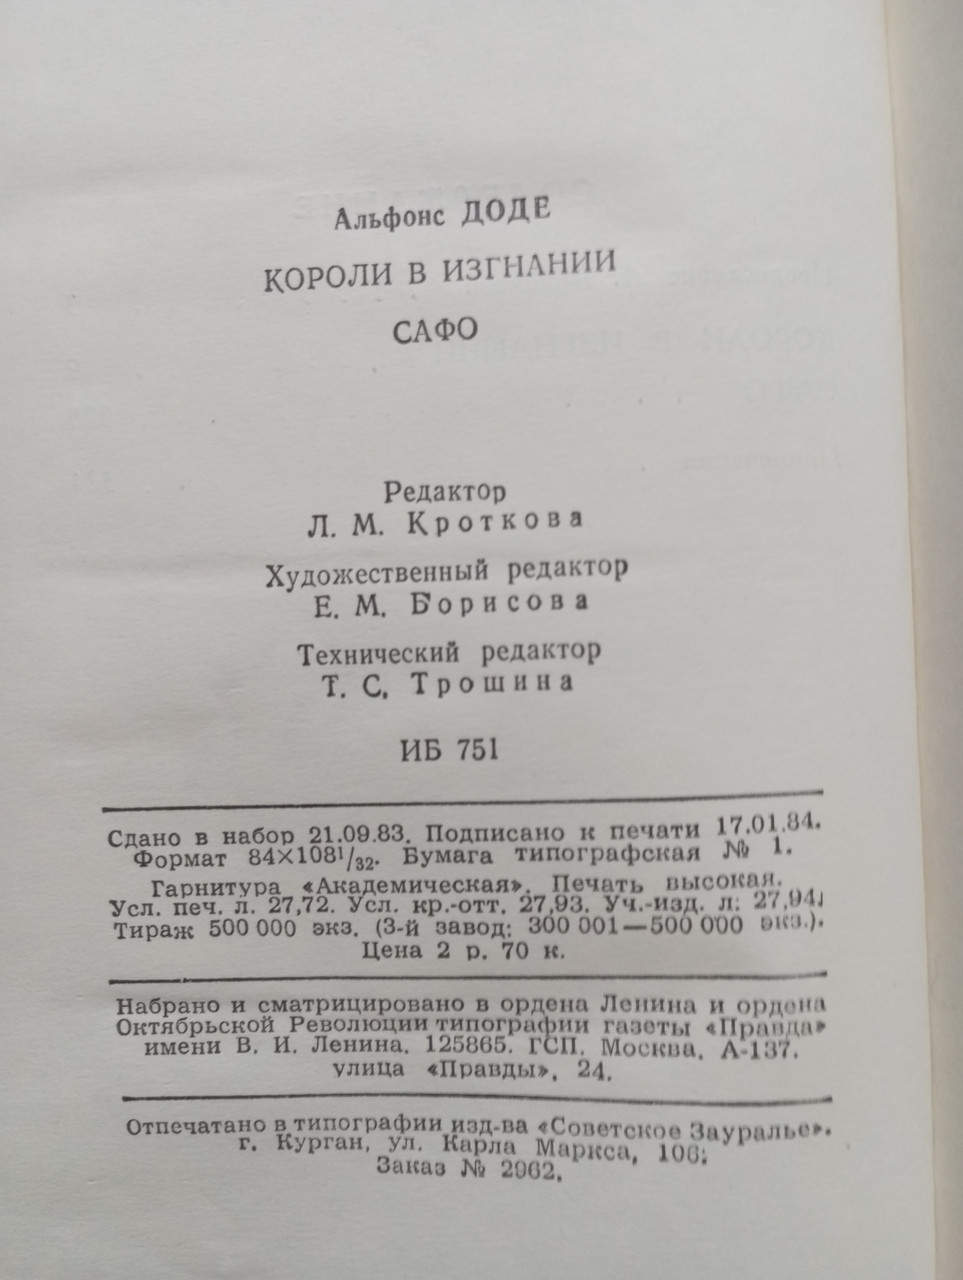 Альфонс ДОДЕ
КОРОЛИ В ИЗГНАНИИ
САФО
Редактор
Л. М. Кроткова
Художественный редактор
Е. М. Борисова
Технический редактор
Т. С. Трошина
ИБ 751
Сдано в набор 21.09.83. Подписано к печати 17.01.84.
Формат 84×108¹/₃₂. Бумага типографская № 1.
Гарнитура «Академическая». Печать высокая.
Усл. печ. л. 27,72. Усл. кр.-отт. 27,93. Уч.-изд. л. 27,94.
Тираж 500 000 экз. (3-й завод: 300 001—500 000 экз.).
Цена 2 р. 70 к.
Набрано и сматрицировано в ордена Ленина и ордена
Октябрьской Революции типографии газеты «Правда»
имени В. И. Ленина. 125865. ГСП. Москва, А-137.
улица «Правды», 24.
Отпечатано в типографии изд-ва «Советское Зауралье».
г. Курган, ул. Карла Маркса, 106.
Заказ № 2962.